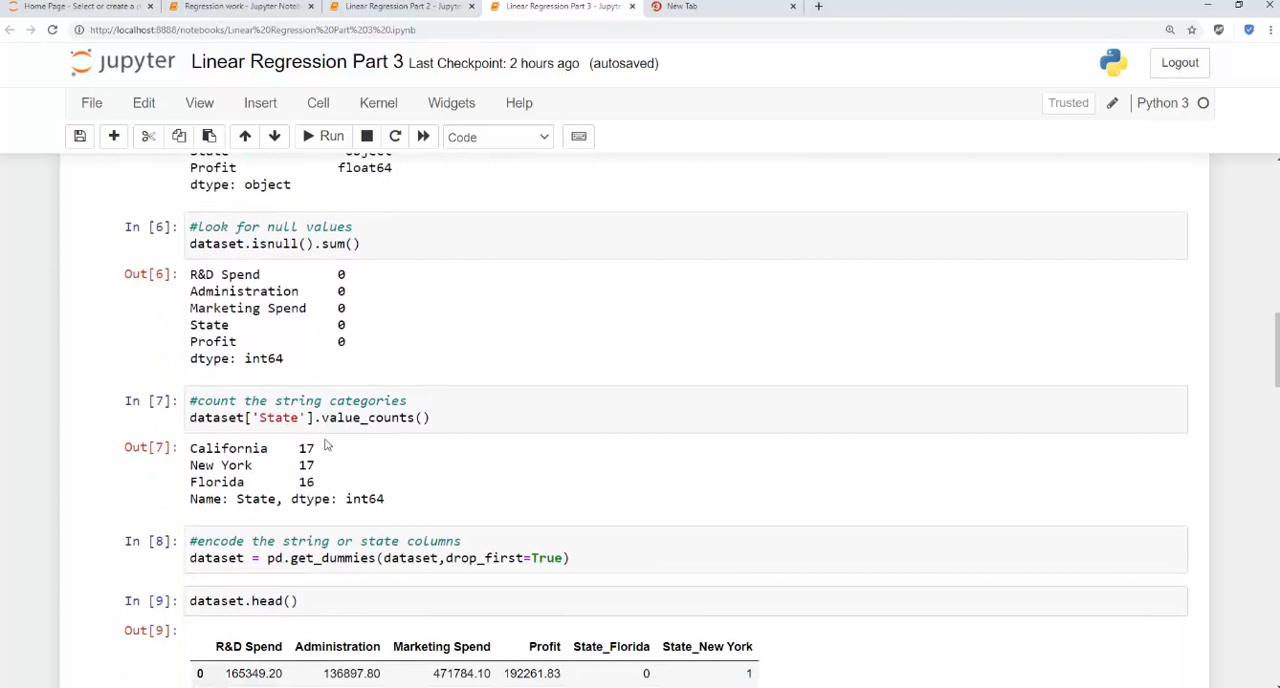 Home Page - Select or create a n
Regression work - Jupyter Noteb
Linear Regression Part 2 - Jupyte
Linear Regression Part 3 - Jupyte
New Tab
http://localhost:8888/notebooks/Linear%20Regression%20Part%203%20.ipynb
jupyter Linear Regression Part 3 Last Checkpoint: 2 hours ago (autosaved)
Logout
File Edit View Insert Cell Kernel Widgets Help
Trusted
Python 3
Run
Code
State object
Profit float64
dtype: object
In [6]: #look for null values
dataset.isnull().sum()
Out[6]: R&D Spend 0
Administration 0
Marketing Spend 0
State 0
Profit 0
dtype: int64
In [7]: #count the string categories
dataset['State'].value_counts()
Out[7]: California 17
New York 17
Florida 16
Name: State, dtype: int64
In [8]: #encode the string or state columns
dataset = pd.get_dummies(dataset,drop_first=True)
In [9]: dataset.head()
Out[9]:
R&D Spend Administration Marketing Spend Profit State_Florida State_New York
0 165349.20 136897.80 471784.10 192261.83 0 1